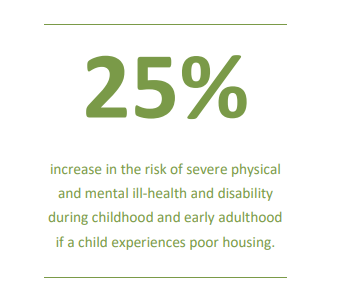 25%
increase in the risk of severe physical
and mental ill-health and disability
during childhood and early adulthood
if a child experiences poor housing.